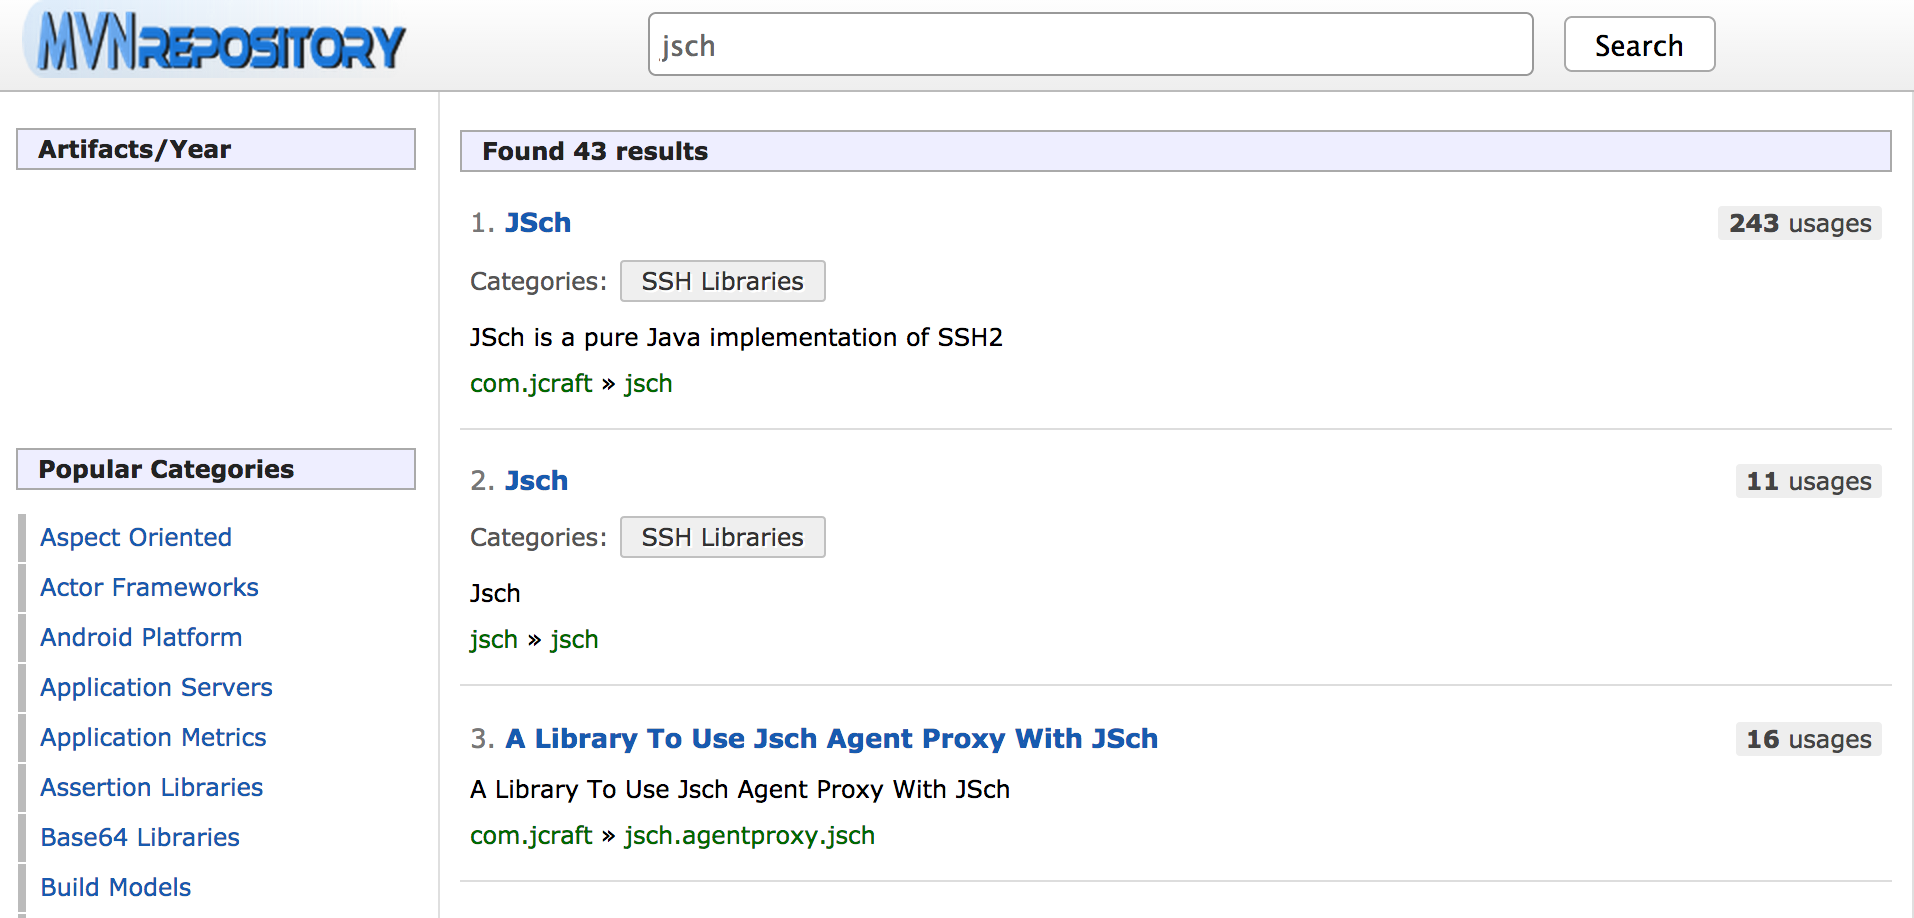 MVNREPOSITORY
jsch
Search
Artifacts/Year
Popular Categories
Aspect Oriented
Actor Frameworks
Android Platform
Application Servers
Application Metrics
Assertion Libraries
Base64 Libraries
Build Models
Found 43 results
1. JSch
243 usages
Categories: SSH Libraries
JSch is a pure Java implementation of SSH2
com.jcraft » jsch
2. Jsch
11 usages
Categories: SSH Libraries
Jsch
jsch » jsch
3. A Library To Use Jsch Agent Proxy With JSch
16 usages
A Library To Use Jsch Agent Proxy With JSch
com.jcraft » jsch.agentproxy.jsch